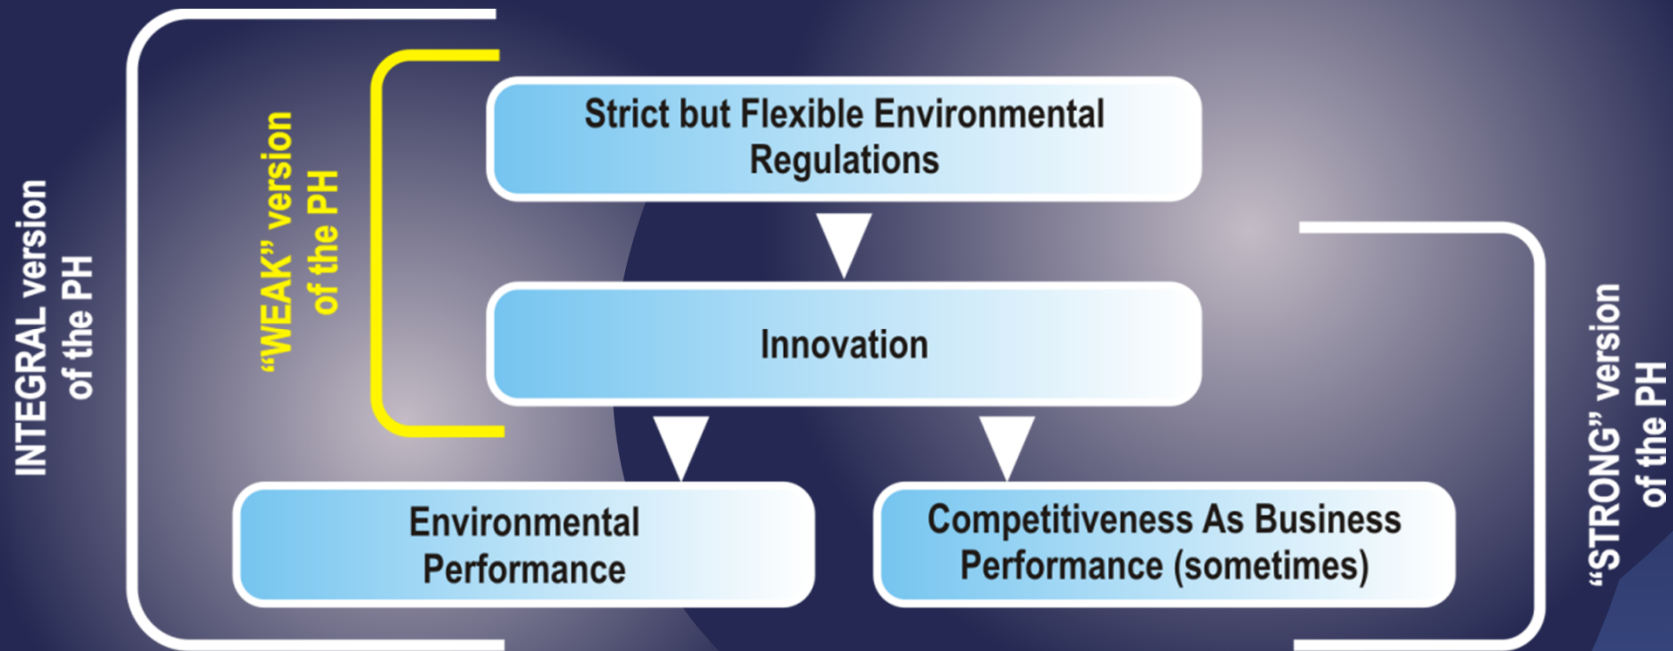 INTEGRAL version
of the PH
“WEAK” version
of the PH
Strict but Flexible Environmental
Regulations
Innovation
Environmental
Performance
Competitiveness As Business
Performance (sometimes)
“STRONG” version
of the PH